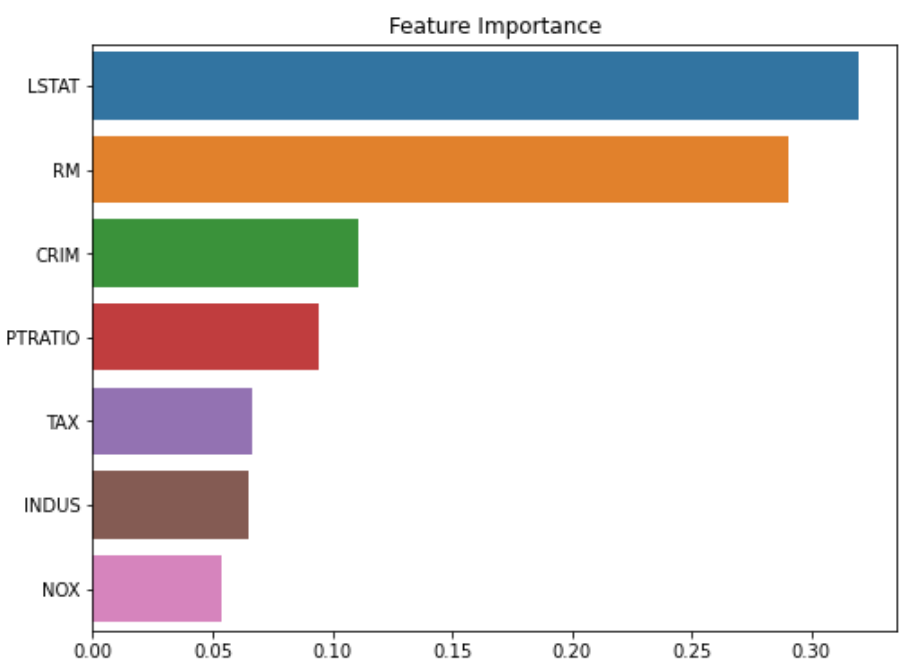 Feature Importance
LSTAT
RM
CRIM
PTRATIO
TAX
INDUS
NOX
0.00 0.05 0.10 0.15 0.20 0.25 0.30